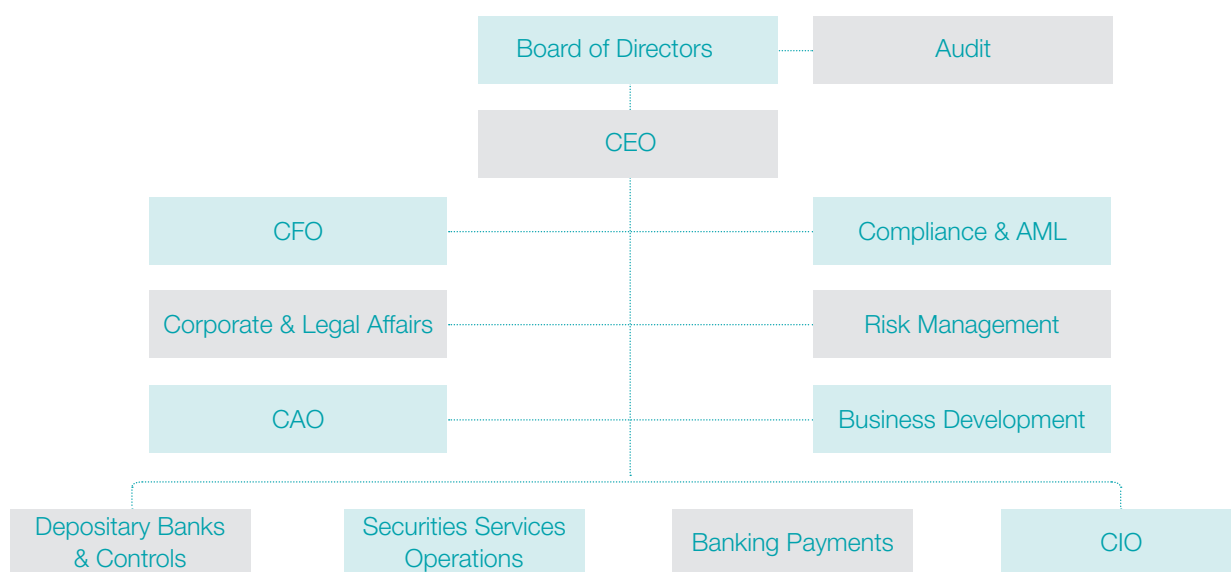 Board of Directors
Audit
CEO
CFO
Compliance & AML
Corporate & Legal Affairs
Risk Management
CAO
Business Development
Depositary Banks
& Controls
Securities Services
Operations
Banking Payments
CIO